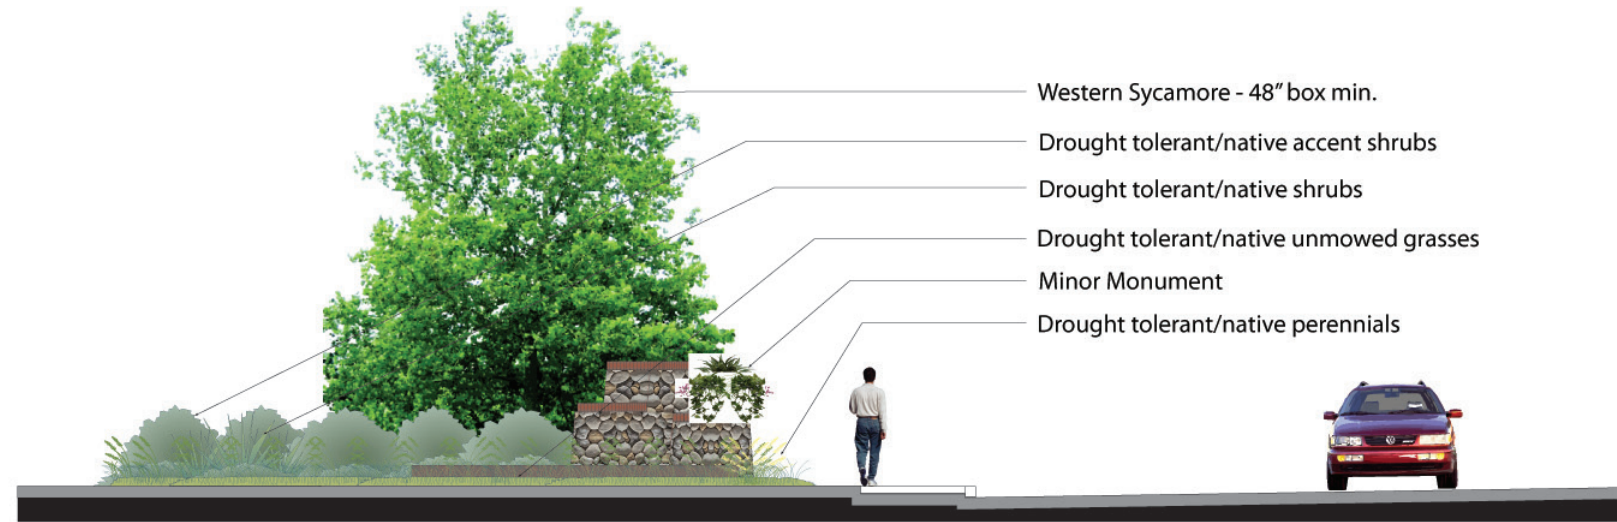 Western Sycamore - 48” box min.
Drought tolerant/native accent shrubs
Drought tolerant/native shrubs
Drought tolerant/native unmowed grasses
Minor Monument
Drought tolerant/native perennials